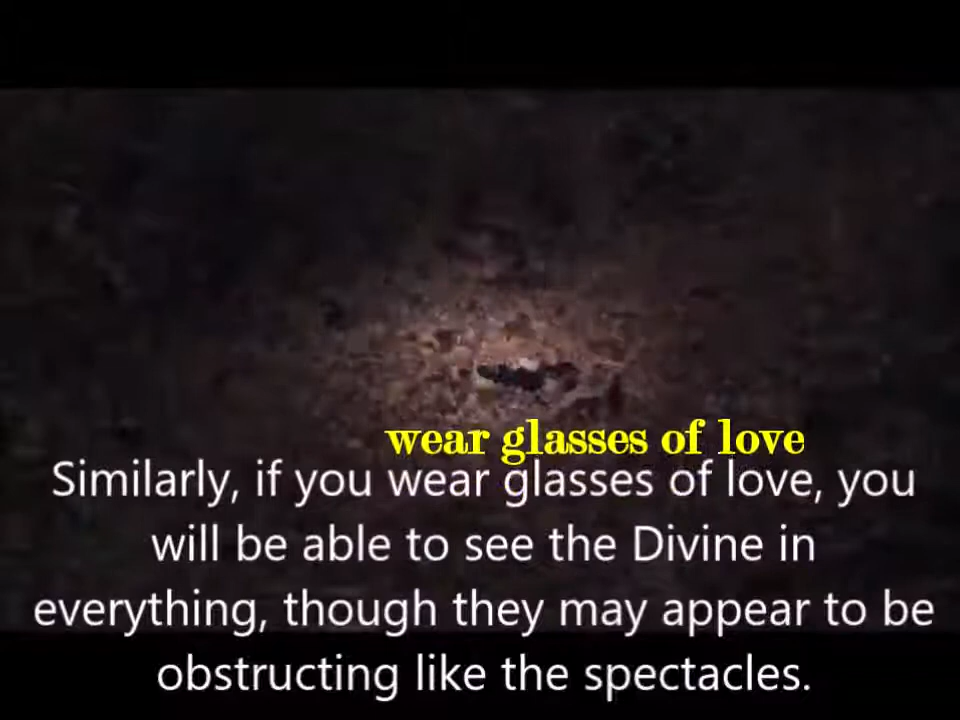 wear glasses of love
Similarly, if you wear glasses of love, you
will be able to see the Divine in
everything, though they may appear to be
obstructing like the spectacles.